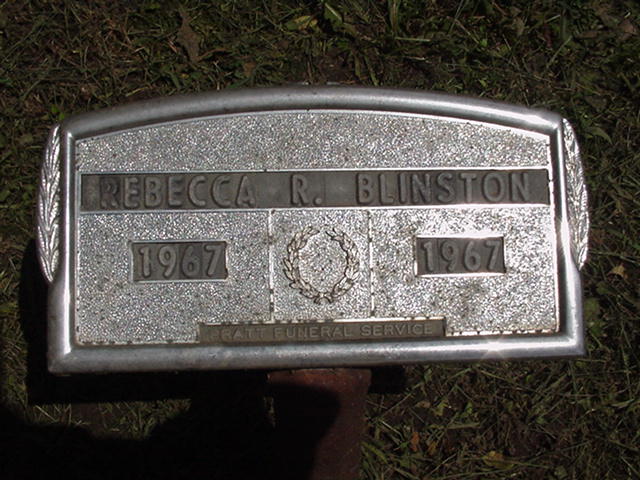 REBECCA R. BLINSTON
1967 1967
PRATT FUNERAL SERVICE